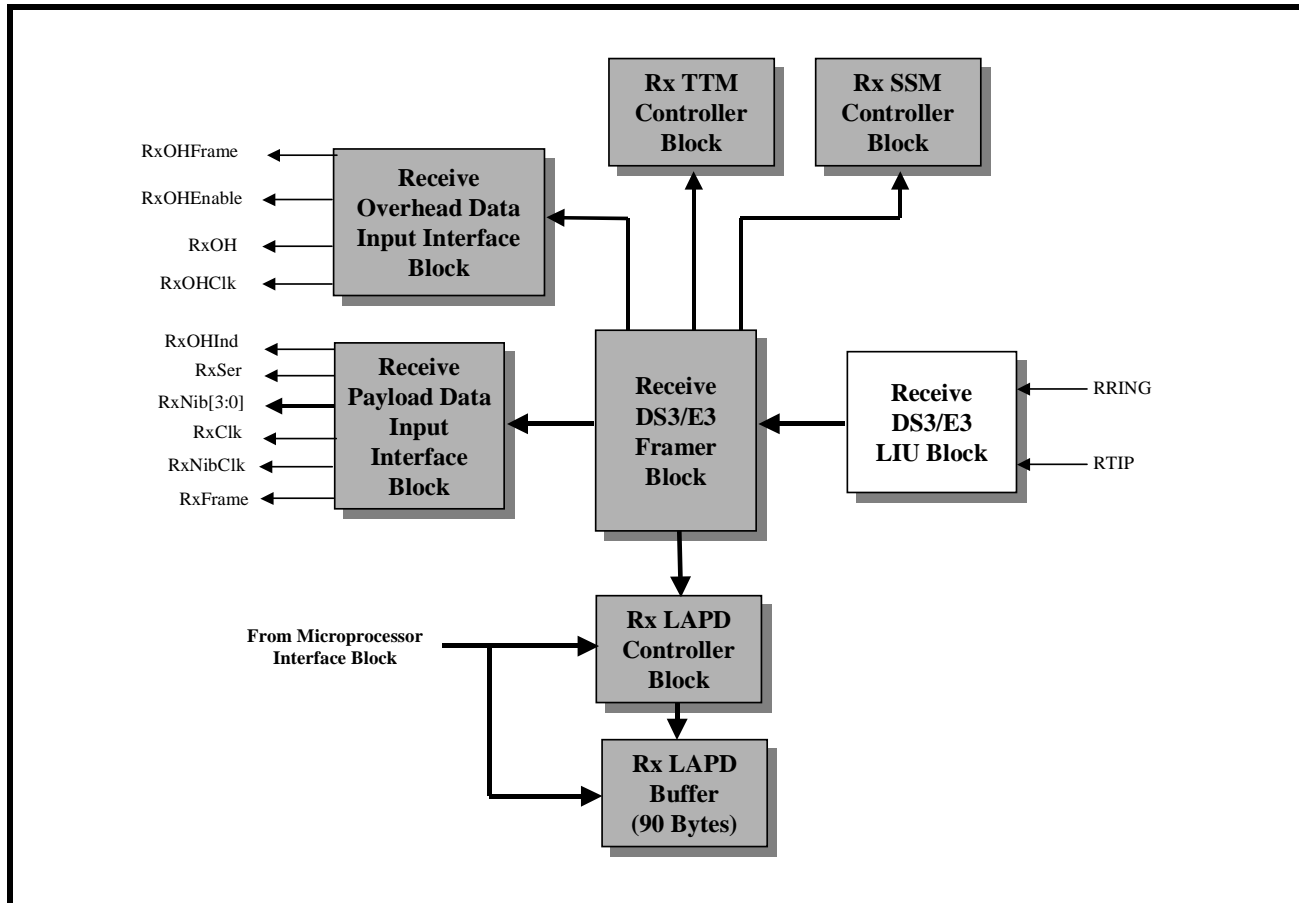 Rx TTM
Controller
Block
Rx SSM
Controller
Block
RxOHFrame
RxOHEnable
RxOH
RxOHClk
Receive
Overhead Data
Input Interface
Block
RxOHInd
RxSer
RxNib[3:0]
RxClk
RxNibClk
RxFrame
Receive
Payload Data
Input
Interface
Block
Receive
DS3/E3
Framer
Block
Receive
DS3/E3
LIU Block
RRING
RTIP
From Microprocessor
Interface Block
Rx LAPD
Controller
Block
Rx LAPD
Buffer
(90 Bytes)